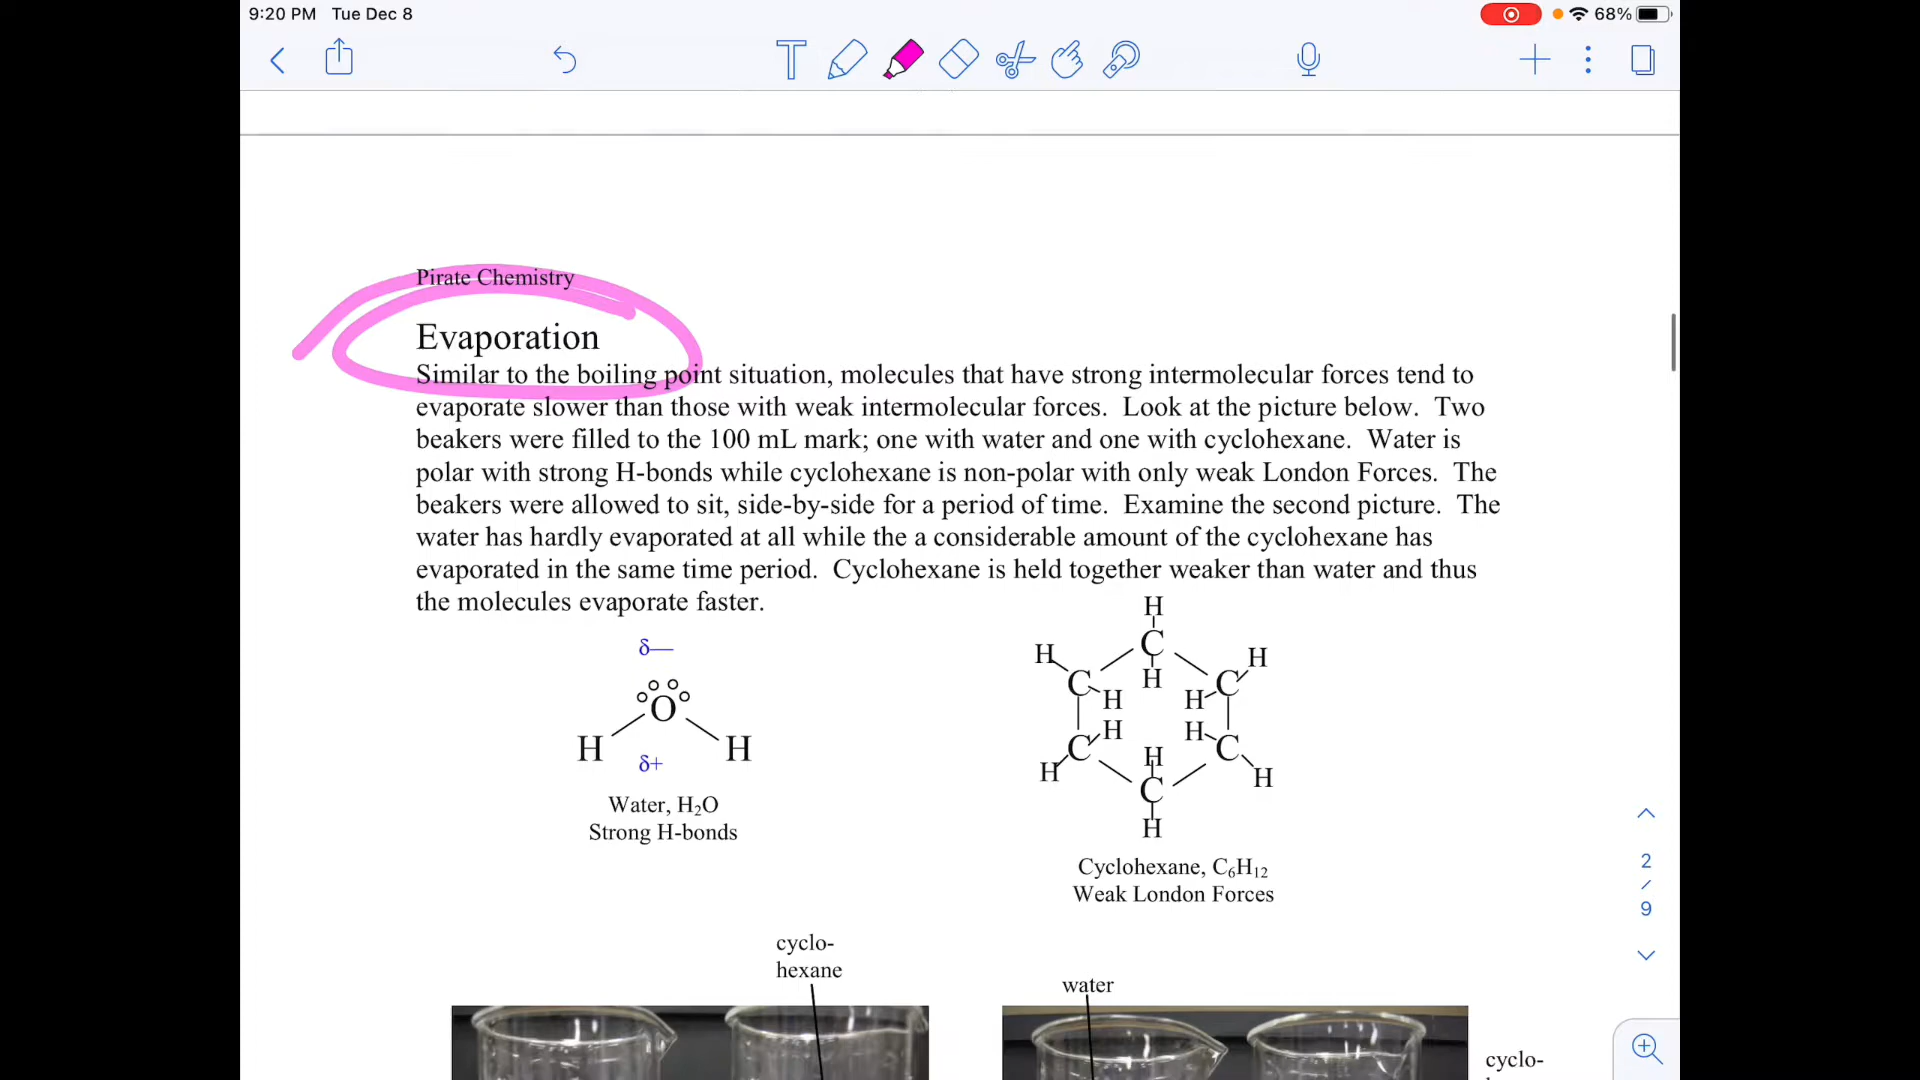 9:20 PM Tue Dec 8
68%
Pirate Chemistry
Evaporation
Similar to the boiling point situation, molecules that have strong intermolecular forces tend to
evaporate slower than those with weak intermolecular forces. Look at the picture below. Two
beakers were filled to the 100 mL mark; one with water and one with cyclohexane. Water is
polar with strong H-bonds while cyclohexane is non-polar with only weak London Forces. The
beakers were allowed to sit, side-by-side for a period of time. Examine the second picture. The
water has hardly evaporated at all while the a considerable amount of the cyclohexane has
evaporated in the same time period. Cyclohexane is held together weaker than water and thus
the molecules evaporate faster.
δ—
O
H H
δ+
Water, H₂O
Strong H-bonds
H
H C H
C H H C
H H
C H H H C
H C H
H
Cyclohexane, C₆H₁₂
Weak London Forces
2
/
9
cyclo-
hexane
water
cyclo-